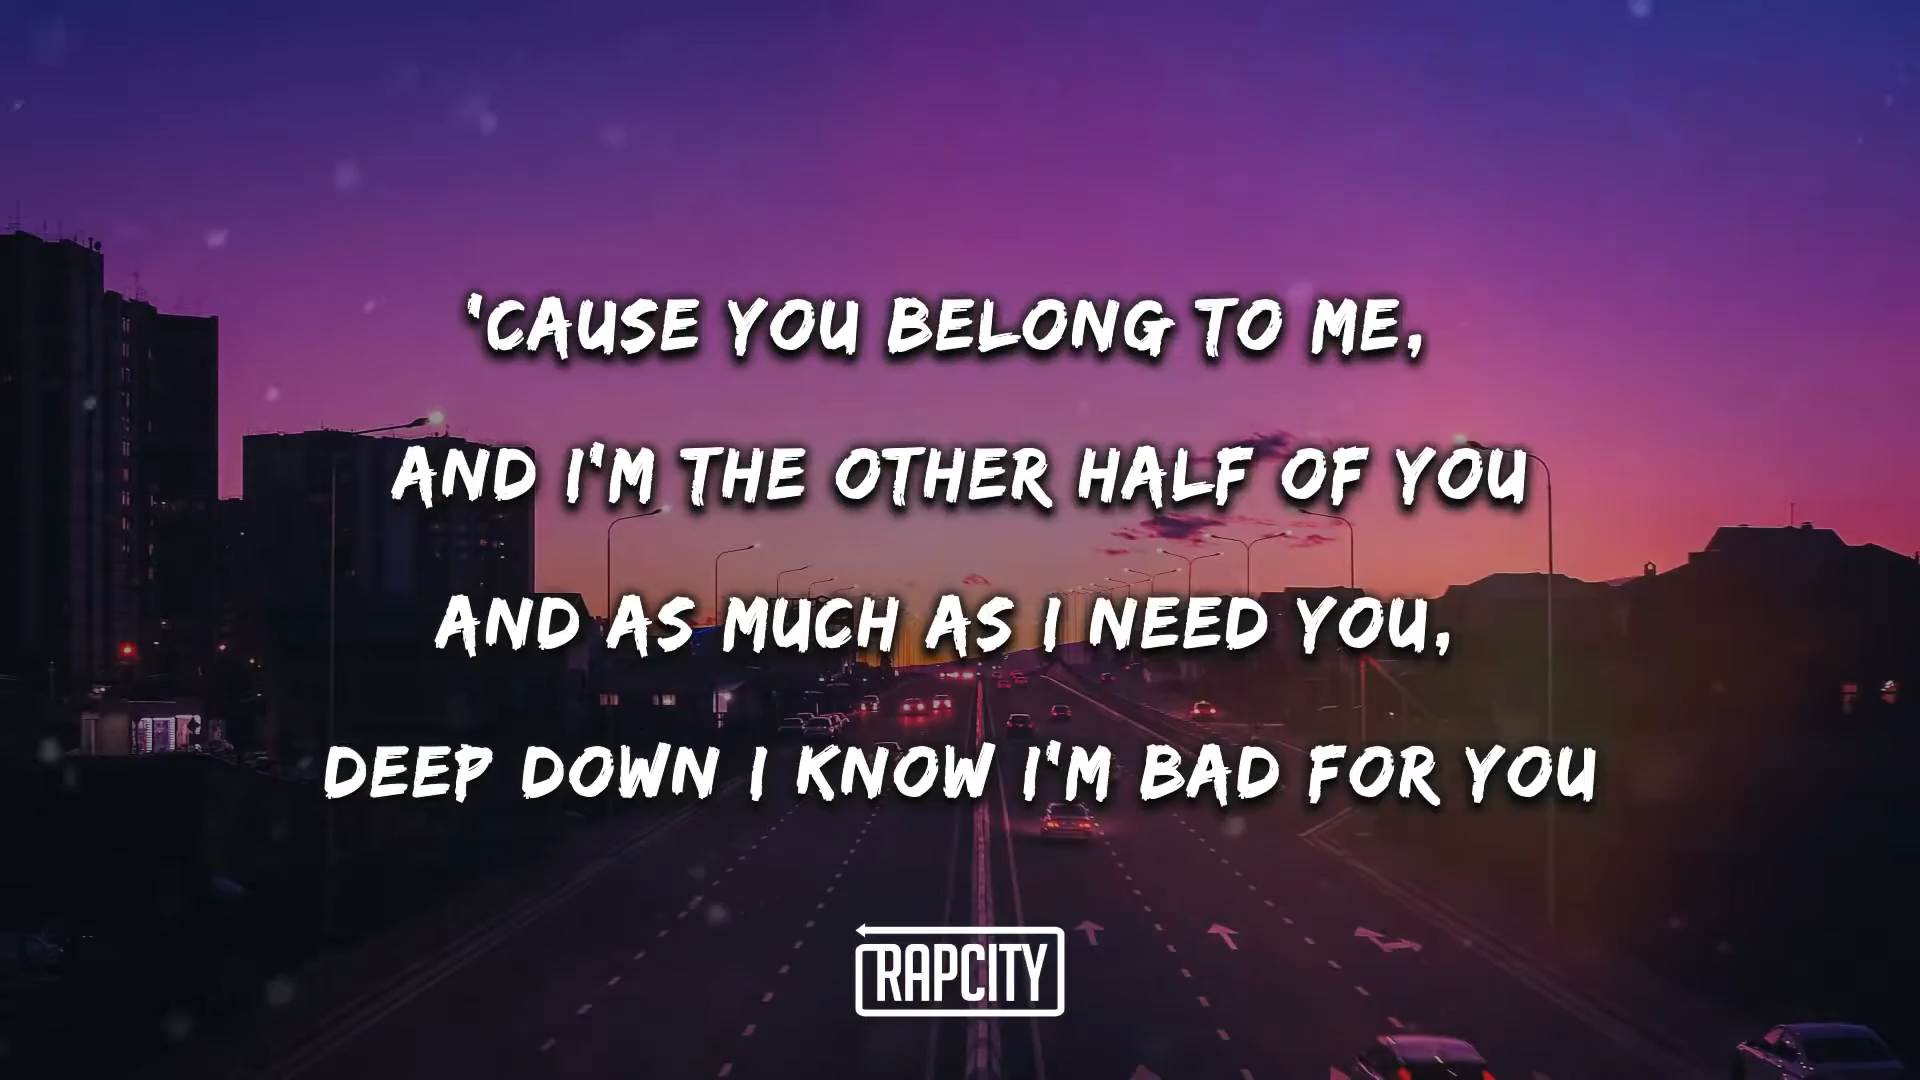 'CAUSE YOU BELONG TO ME,
AND I'M THE OTHER HALF OF YOU
AND AS MUCH AS I NEED YOU,
DEEP DOWN I KNOW I'M BAD FOR YOU
RAPCITY